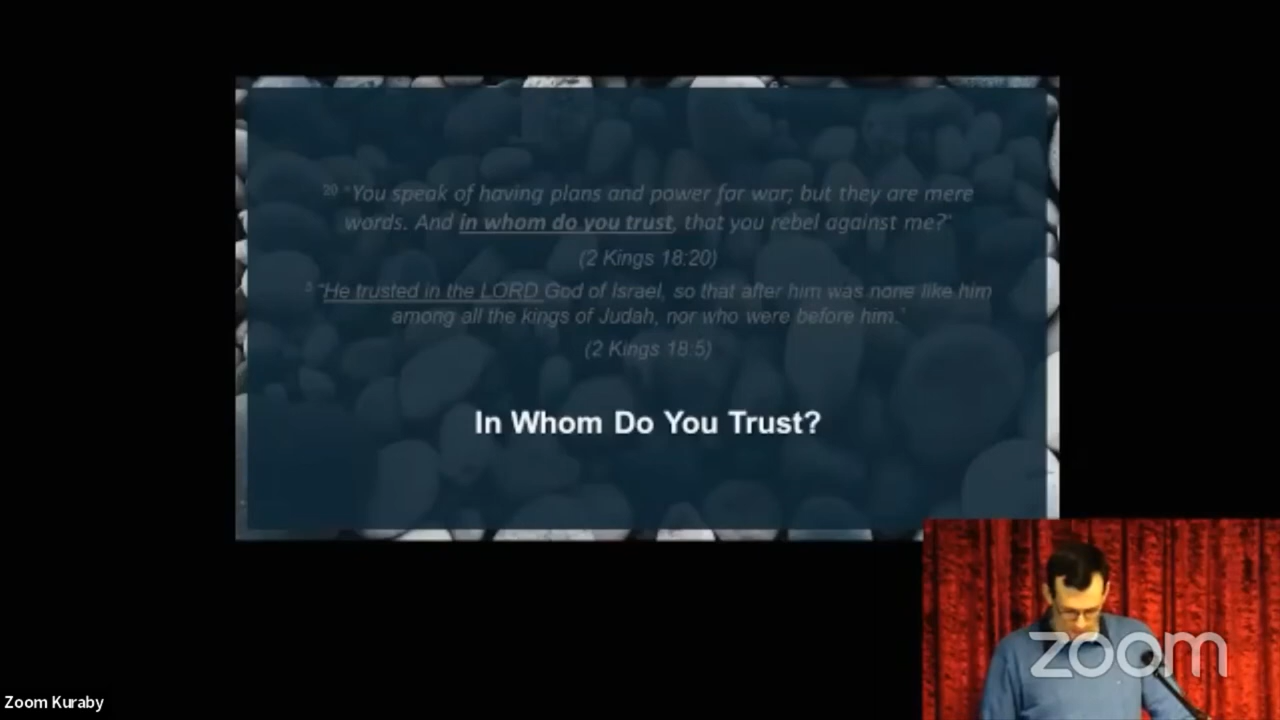 20 "You speak of having plans and power for war; but they are mere
words. And in whom do you trust, that you rebel against me?"
(2 Kings 18:20)
5 "He trusted in the LORD God of Israel, so that after him was none like him
among all the kings of Judah, nor who were before him."
(2 Kings 18:5)
In Whom Do You Trust?
zoom
Zoom Kuraby